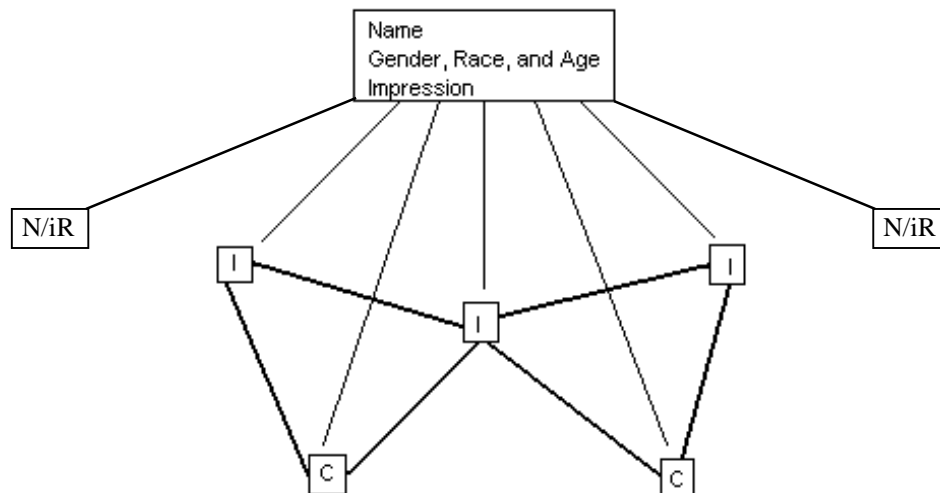 Name
Gender, Race, and Age
Impression
N/iR
N/iR
I
I
I
C
C